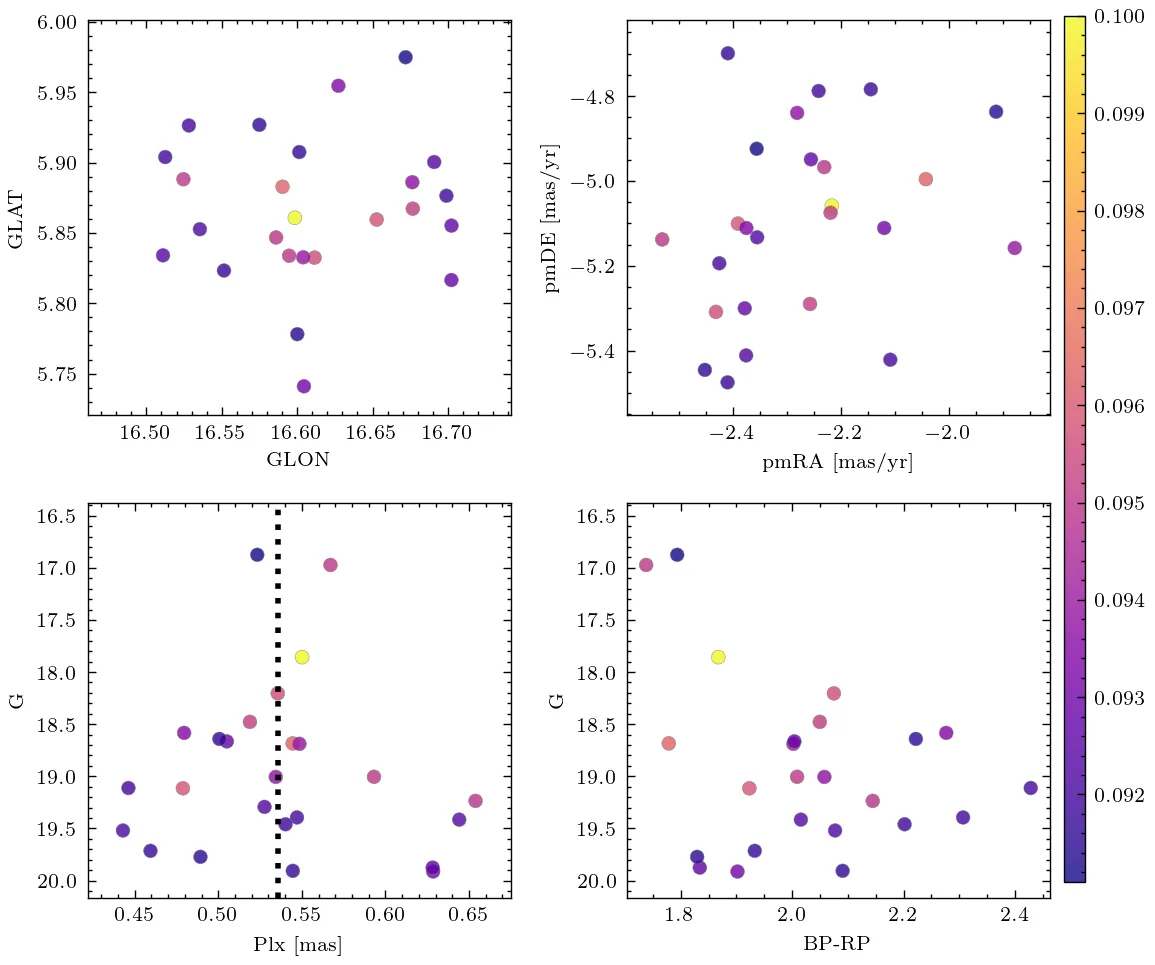 6.00
5.95
5.90
5.85
5.80
5.75
GLAT
16.50 16.55 16.60 16.65 16.70
GLON
−4.8
−5.0
−5.2
−5.4
pmDE [mas/yr]
−2.4 −2.2 −2.0
pmRA [mas/yr]
0.100
0.099
0.098
0.097
0.096
0.095
0.094
0.093
0.092
16.5
17.0
17.5
18.0
18.5
19.0
19.5
20.0
G
0.45 0.50 0.55 0.60 0.65
Plx [mas]
16.5
17.0
17.5
18.0
18.5
19.0
19.5
20.0
G
1.8 2.0 2.2 2.4
BP-RP